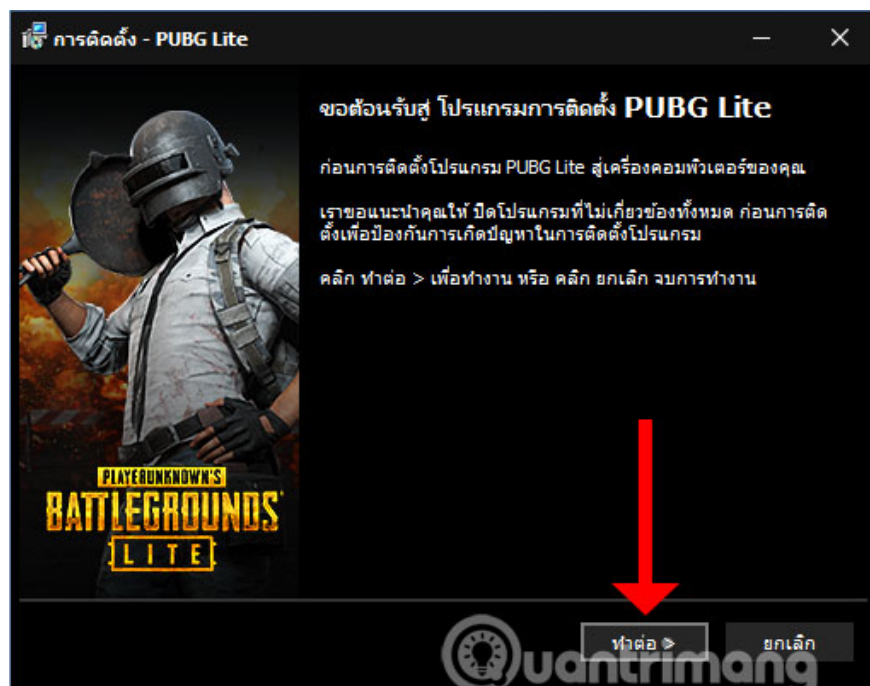 การติดตั้ง - PUBG Lite
ขอต้อนรับสู่ โปรแกรมการติดตั้ง PUBG Lite
ก่อนการติดตั้งโปรแกรม PUBG Lite สู่เครื่องคอมพิวเตอร์ของคุณ
เราขอแนะนำคุณให้ ปิดโปรแกรมที่ไม่เกี่ยวข้องทั้งหมด ก่อนการติด
ตั้งเพื่อป้องกันการเกิดปัญหาในการติดตั้งโปรแกรม
คลิก ทำต่อ > เพื่อทำงาน หรือ คลิก ยกเลิก จบการทำงาน
PLAYERUNKNOWN'S
BATTLEGROUNDS
LITE
ทำต่อ >
ยกเลิก
Quantrimang